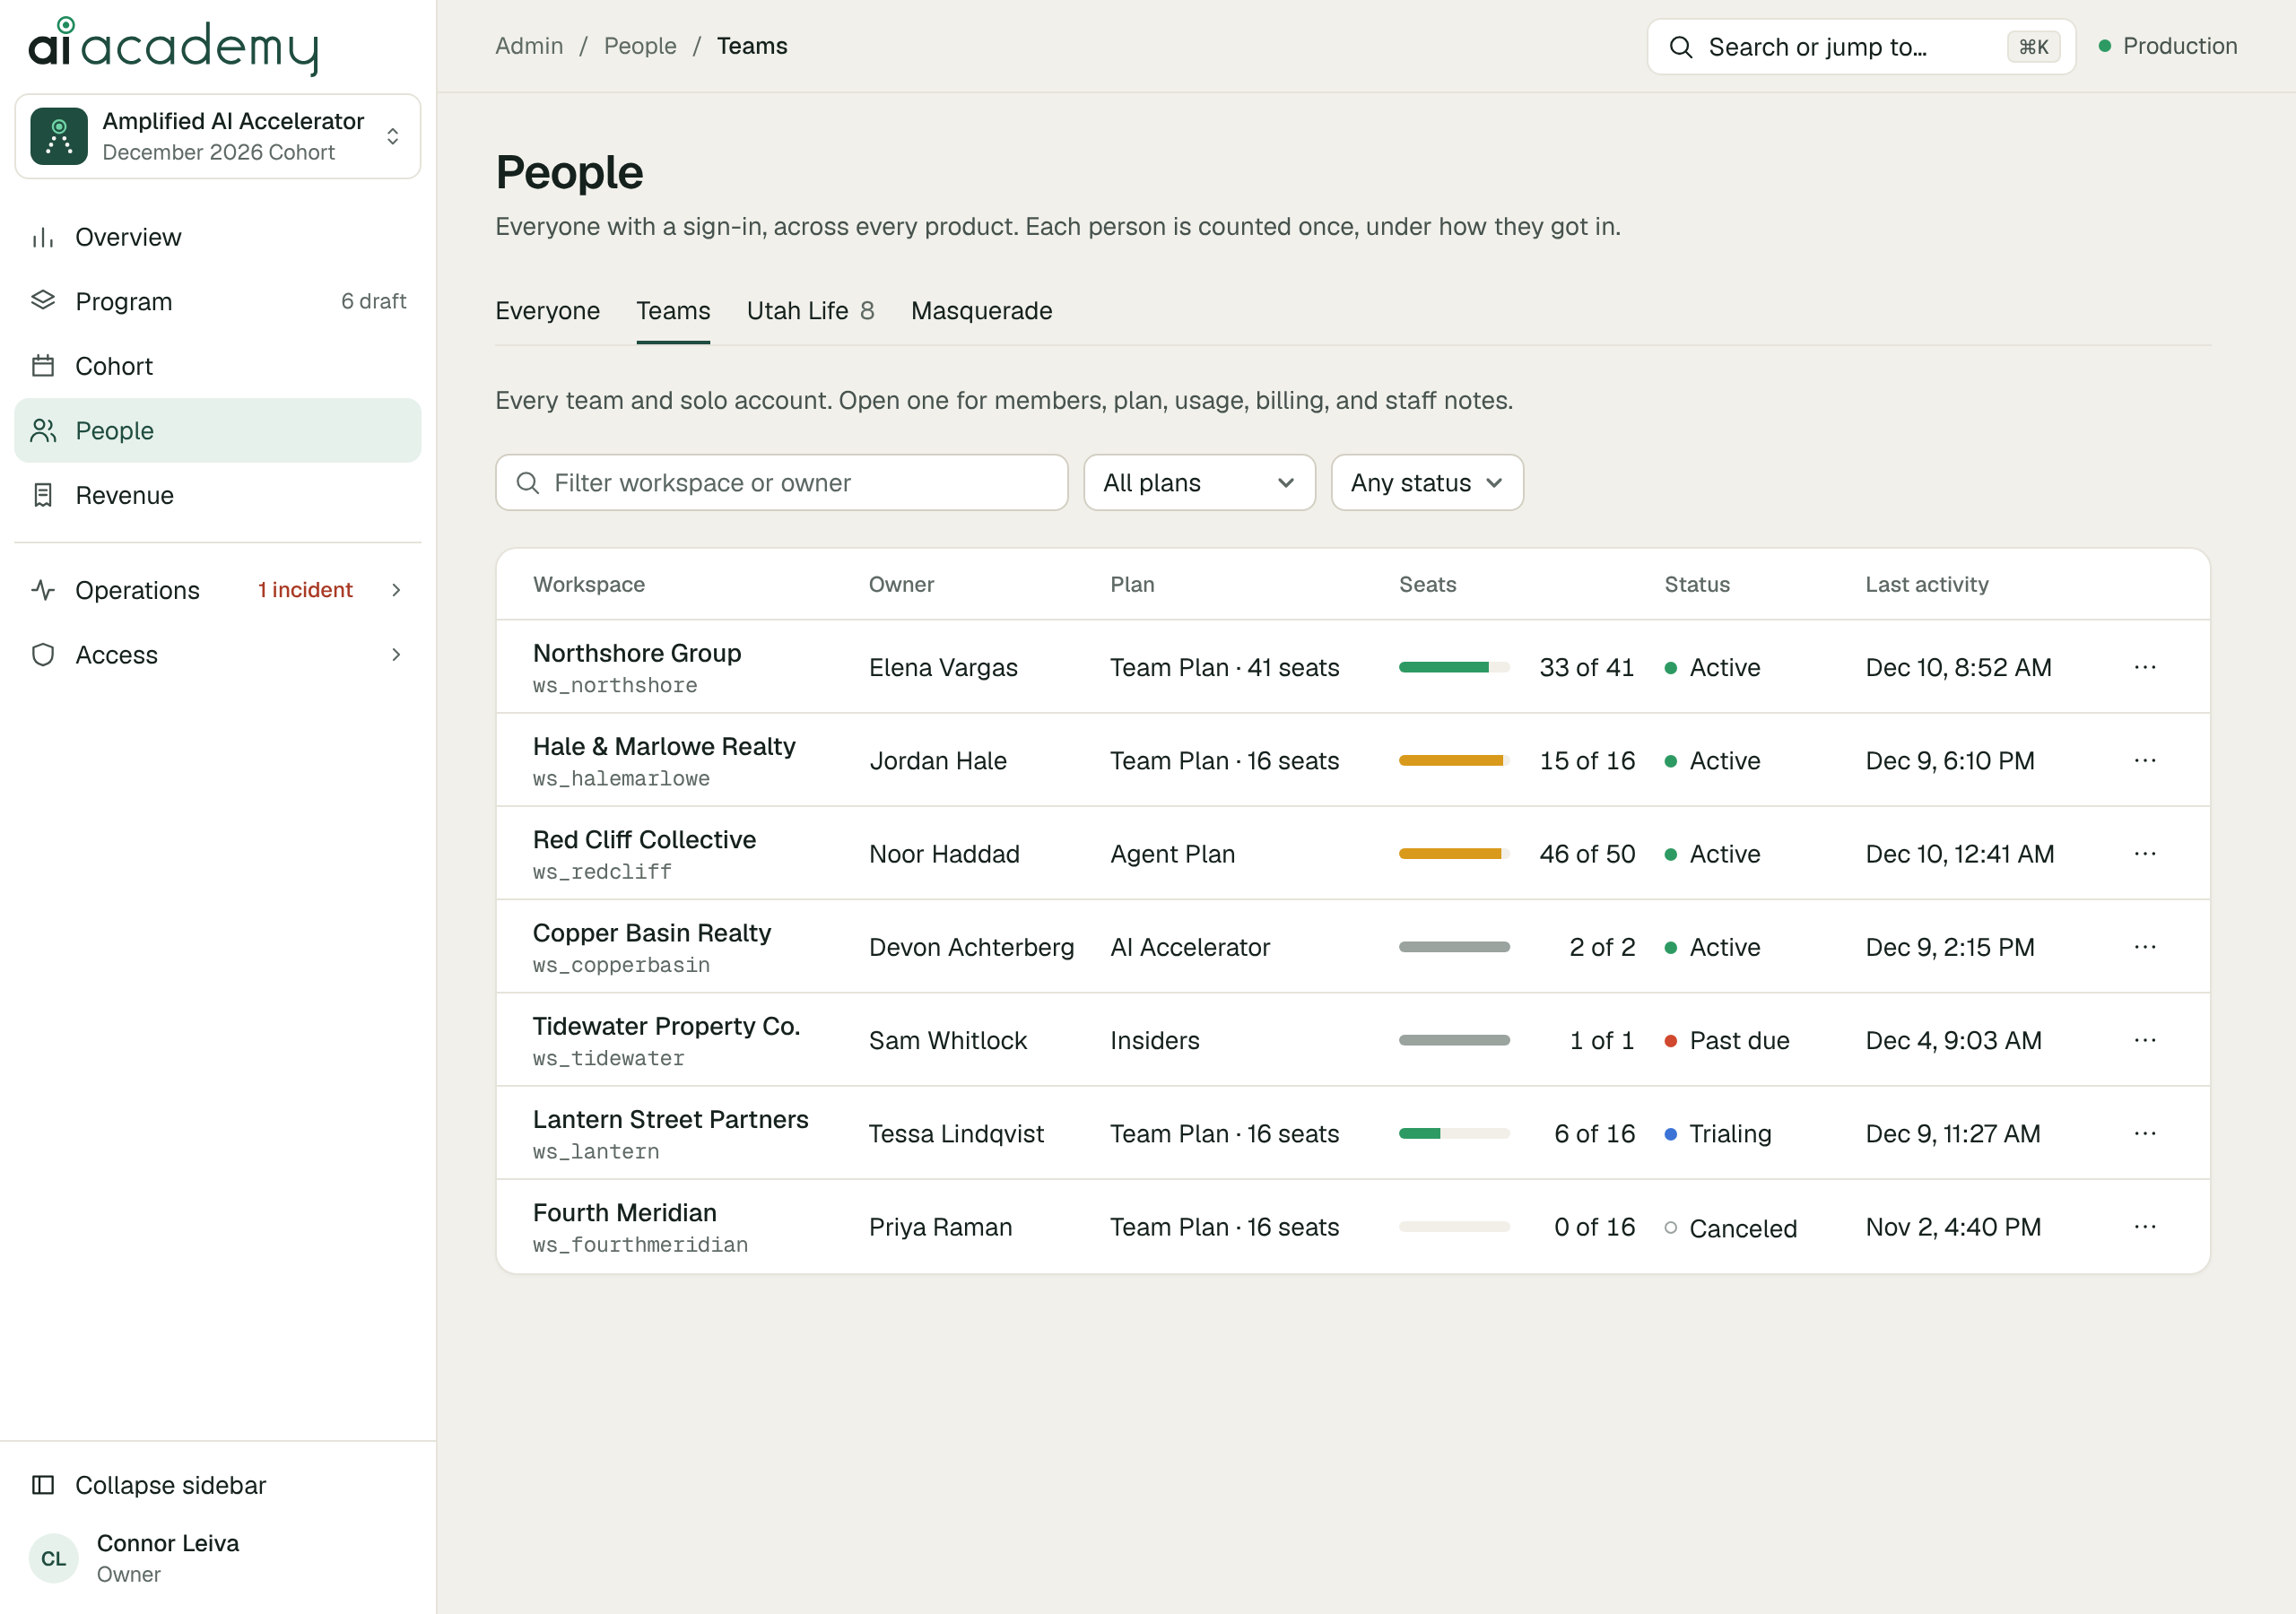 ai academy
Amplified AI Accelerator
December 2026 Cohort
Overview
Program 6 draft
Cohort
People
Revenue
Operations 1 incident
Access
Collapse sidebar
CL
Connor Leiva
Owner
Admin / People / Teams
Search or jump to... ⌘K
Production
People
Everyone with a sign-in, across every product. Each person is counted once, under how they got in.
Everyone Teams Utah Life 8 Masquerade
Every team and solo account. Open one for members, plan, usage, billing, and staff notes.
Filter workspace or owner All plans Any status
Workspace Owner Plan Seats Status Last activity
Northshore Group
ws_northshore
Elena Vargas Team Plan · 41 seats 33 of 41 Active Dec 10, 8:52 AM
Hale & Marlowe Realty
ws_halemarlowe
Jordan Hale Team Plan · 16 seats 15 of 16 Active Dec 9, 6:10 PM
Red Cliff Collective
ws_redcliff
Noor Haddad Agent Plan 46 of 50 Active Dec 10, 12:41 AM
Copper Basin Realty
ws_copperbasin
Devon Achterberg AI Accelerator 2 of 2 Active Dec 9, 2:15 PM
Tidewater Property Co.
ws_tidewater
Sam Whitlock Insiders 1 of 1 Past due Dec 4, 9:03 AM
Lantern Street Partners
ws_lantern
Tessa Lindqvist Team Plan · 16 seats 6 of 16 Trialing Dec 9, 11:27 AM
Fourth Meridian
ws_fourthmeridian
Priya Raman Team Plan · 16 seats 0 of 16 Canceled Nov 2, 4:40 PM